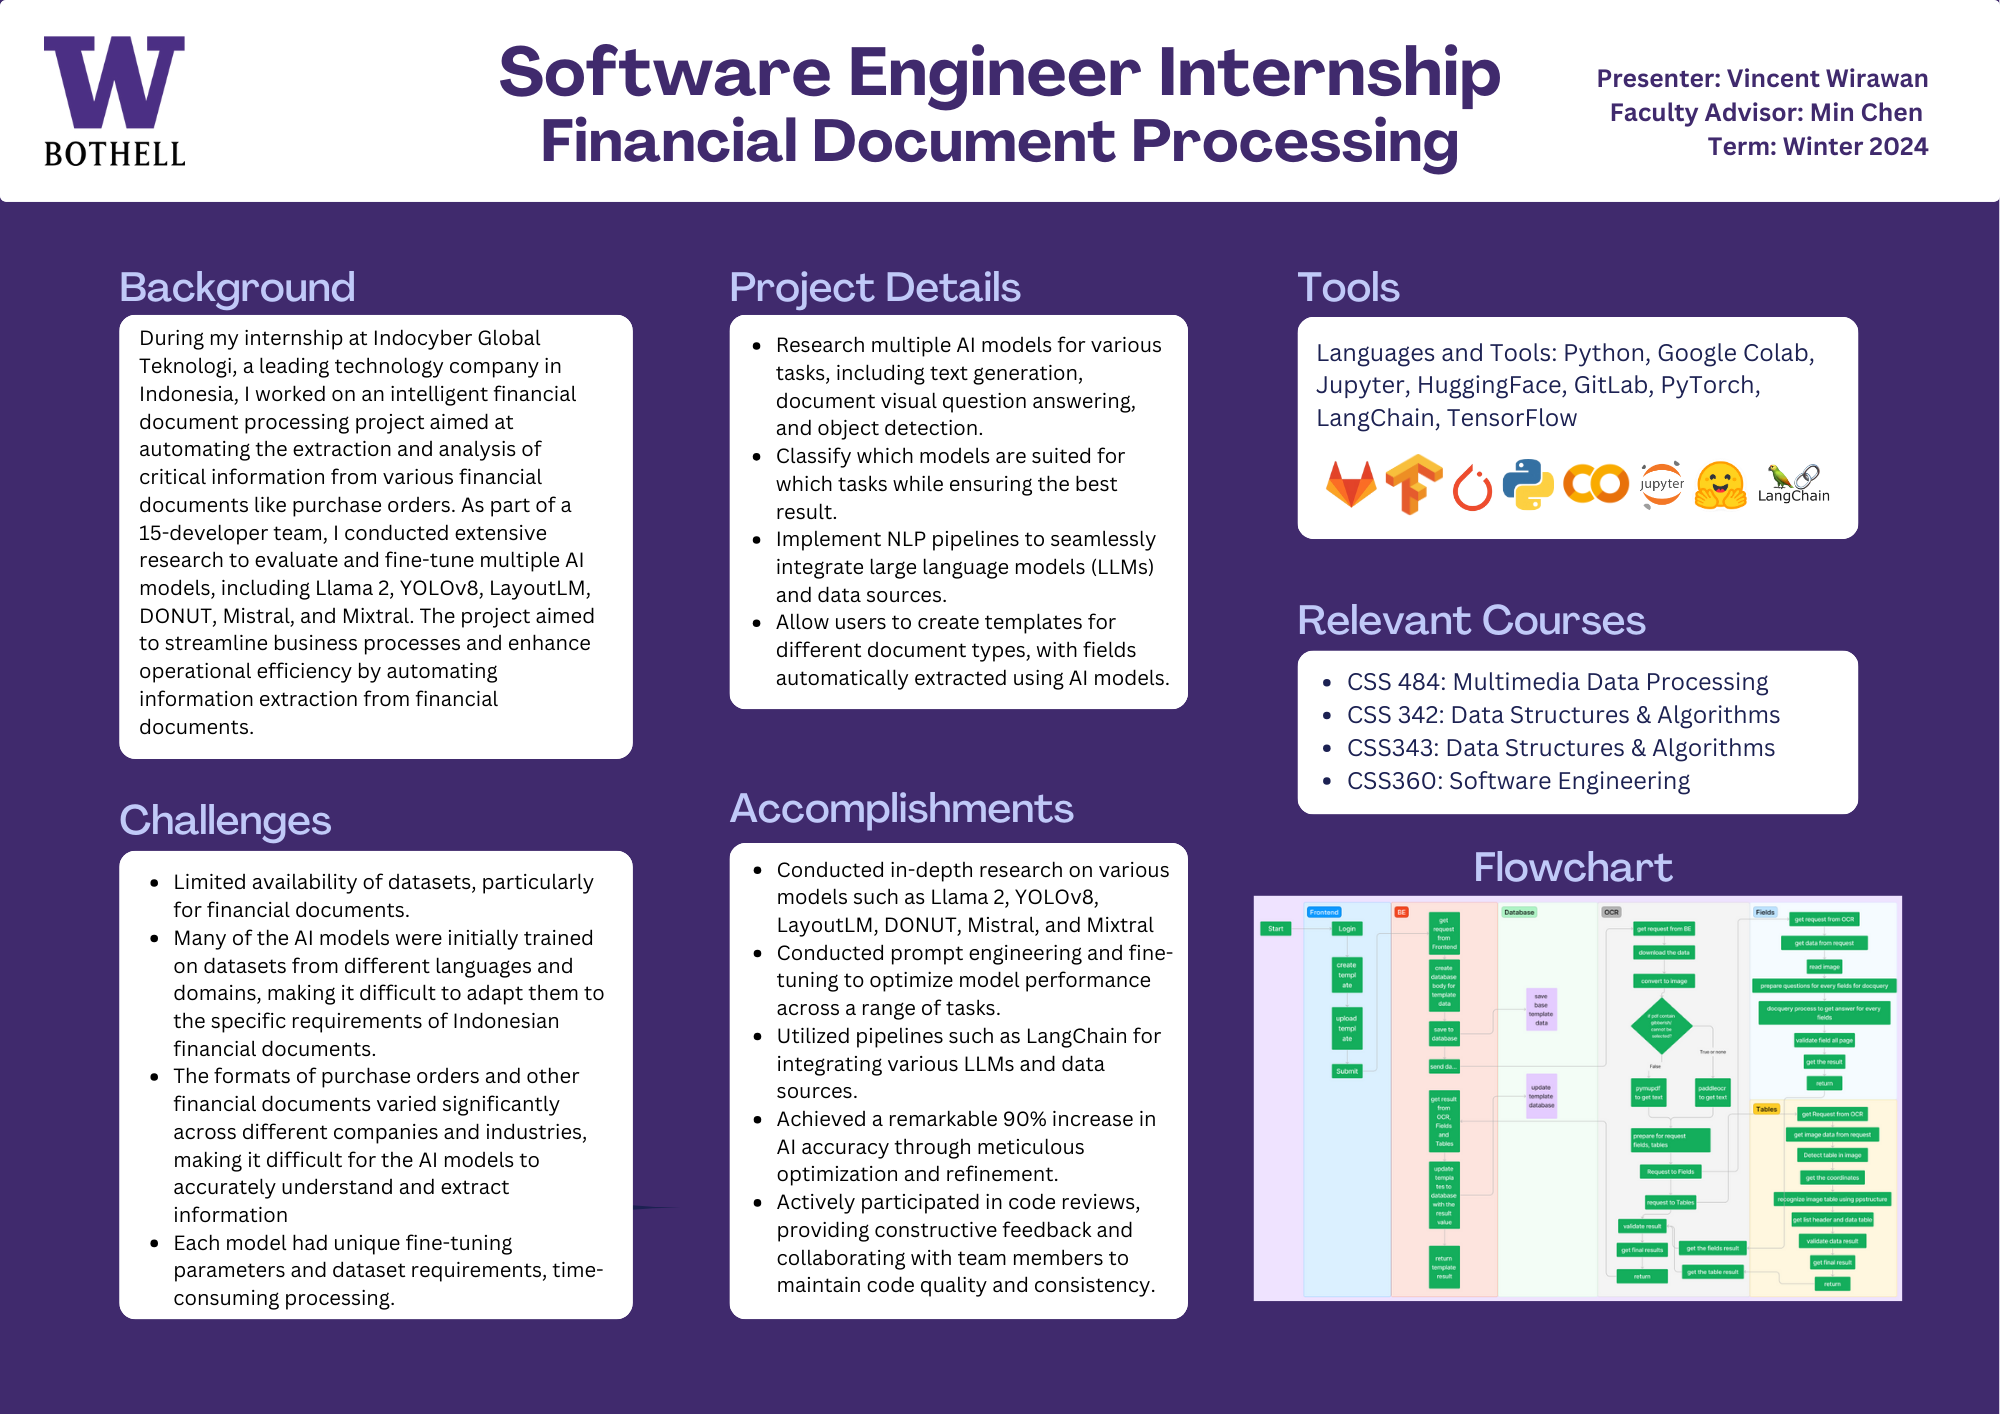 W
BOTHELL
Software Engineer Internship
Financial Document Processing
Presenter: Vincent Wirawan
Faculty Advisor: Min Chen
Term: Winter 2024
Background
During my internship at Indocyber Global
Teknologi, a leading technology company in
Indonesia, I worked on an intelligent financial
document processing project aimed at
automating the extraction and analysis of
critical information from various financial
documents like purchase orders. As part of a
15-developer team, I conducted extensive
research to evaluate and fine-tune multiple AI
models, including Llama 2, YOLOv8, LayoutLM,
DONUT, Mistral, and Mixtral. The project aimed
to streamline business processes and enhance
operational efficiency by automating
information extraction from financial
documents.
Challenges
• Limited availability of datasets, particularly
for financial documents.
• Many of the AI models were initially trained
on datasets from different languages and
domains, making it difficult to adapt them to
the specific requirements of Indonesian
financial documents.
• The formats of purchase orders and other
financial documents varied significantly
across different companies and industries,
making it difficult for the AI models to
accurately understand and extract
information
• Each model had unique fine-tuning
parameters and dataset requirements, time-
consuming processing.
Project Details
• Research multiple AI models for various
tasks, including text generation,
document visual question answering,
and object detection.
• Classify which models are suited for
which tasks while ensuring the best
result.
• Implement NLP pipelines to seamlessly
integrate large language models (LLMs)
and data sources.
• Allow users to create templates for
different document types, with fields
automatically extracted using AI models.
Accomplishments
• Conducted in-depth research on various
models such as Llama 2, YOLOv8,
LayoutLM, DONUT, Mistral, and Mixtral
• Conducted prompt engineering and fine-
tuning to optimize model performance
across a range of tasks.
• Utilized pipelines such as LangChain for
integrating various LLMs and data
sources.
• Achieved a remarkable 90% increase in
AI accuracy through meticulous
optimization and refinement.
• Actively participated in code reviews,
providing constructive feedback and
collaborating with team members to
maintain code quality and consistency.
Tools
Languages and Tools: Python, Google Colab,
Jupyter, HuggingFace, GitLab, PyTorch,
LangChain, TensorFlow
jupyter
LangChain
Relevant Courses
• CSS 484: Multimedia Data Processing
• CSS 342: Data Structures & Algorithms
• CSS343: Data Structures & Algorithms
• CSS360: Software Engineering
Flowchart
Start
Frontend
Login
create
templ
ate
upload
templ
ate
Submit
BE
get
request
from
Frontend
create
database
body for
template
data
save to
database
send da...
get result
from
OCR,
Fields
and
Tables
update
templa
tes to
database
with the
result
value
return
template
result
Database
save
base
template
data
update
template
database
OCR
get request from BE
download the data
convert to image
False
True or none
pymupdf
to get text
paddleocr
to get text
prepare for request
fields, tables
Request to Fields
request to Tables
validate result
get final results
return
get the fields result
get the table result
Fields
get request from OCR
get data from request
read image
prepare questions for every fields for docquery
docquery process to get answer for every
fields
validate field all page
get the result
return
Tables
get Request from OCR
get image data from request
Detect table in image
get the coordinates
recognize image table using ppstructure
get list header and data table
validate data result
get final result
return